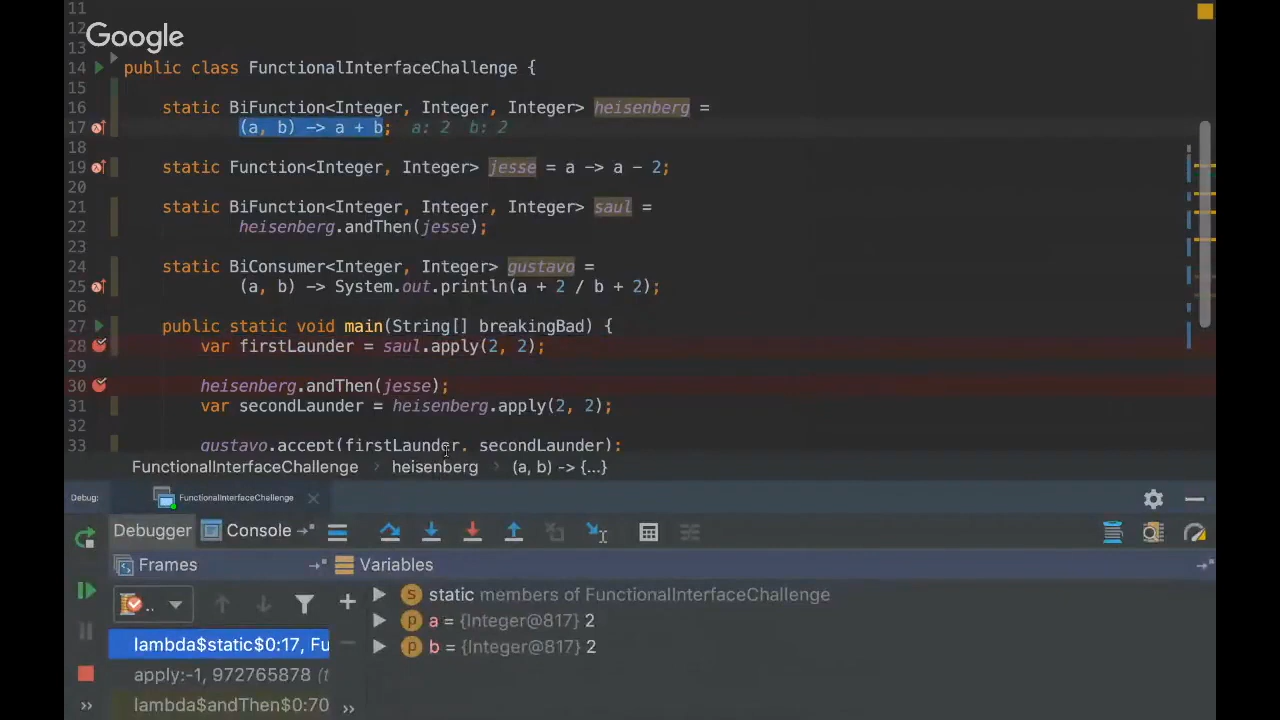 11
12
Google
13
14 public class FunctionalInterfaceChallenge {
15
16 static BiFunction<Integer, Integer, Integer> heisenberg =
17 (a, b) -> a + b; a: 2 b: 2
18
19 static Function<Integer, Integer> jesse = a -> a - 2;
20
21 static BiFunction<Integer, Integer, Integer> saul =
22 heisenberg.andThen(jesse);
23
24 static BiConsumer<Integer, Integer> gustavo =
25 (a, b) -> System.out.println(a + 2 / b + 2);
26
27 public static void main(String[] breakingBad) {
28 var firstLaunder = saul.apply(2, 2);
29
30 heisenberg.andThen(jesse);
31 var secondLaunder = heisenberg.apply(2, 2);
32
33 gustavo.accept(firstLaunder, secondLaunder);
FunctionalInterfaceChallenge > heisenberg > (a, b) -> {...}
Debug: FunctionalInterfaceChallenge
Debugger Console
Frames Variables
static members of FunctionalInterfaceChallenge
a = {Integer@817} 2
b = {Integer@817} 2
lambda$static$0:17, Fu
apply:-1, 972765878 (t
lambda$andThen$0:70